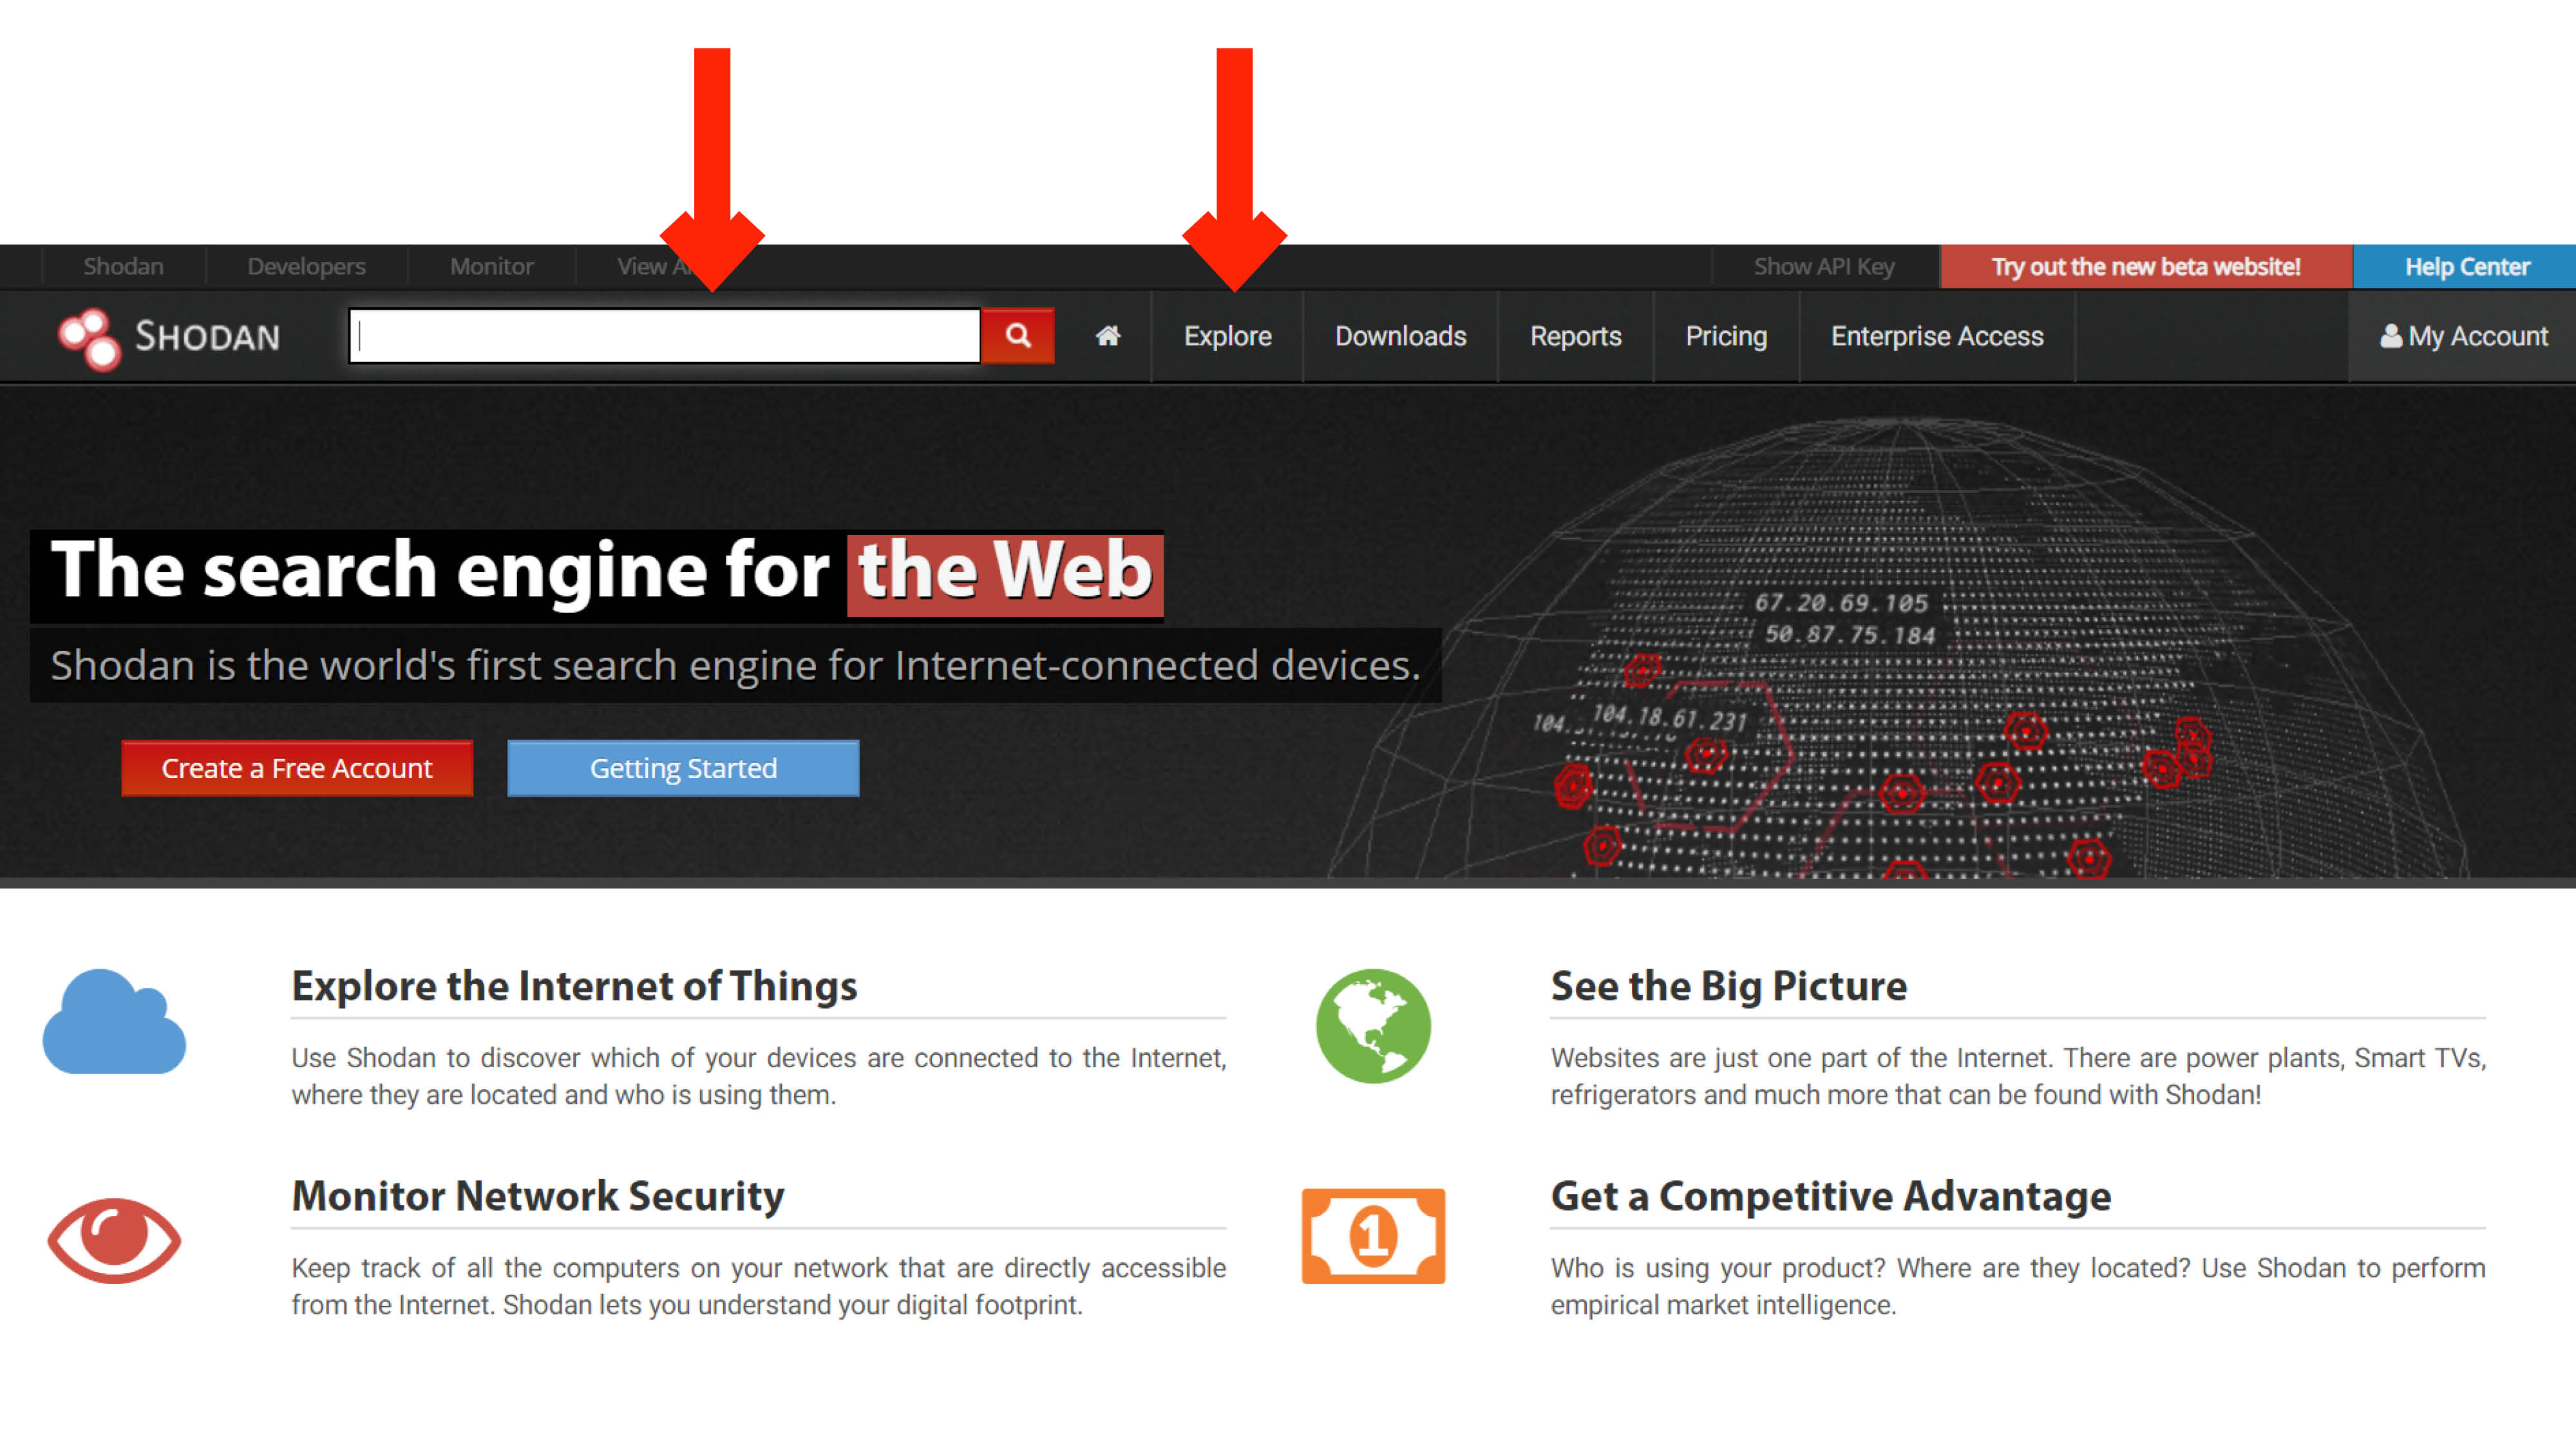 Shodan Developers Monitor View
Show API Key Try out the new beta website! Help Center
SHODAN Explore Downloads Reports Pricing Enterprise Access My Account
The search engine for the Web
Shodan is the world's first search engine for Internet-connected devices.
Create a Free Account Getting Started
67.20.69.105
50.87.75.184
104.18.61.231
104.
Explore the Internet of Things
Use Shodan to discover which of your devices are connected to the Internet,
where they are located and who is using them.
See the Big Picture
Websites are just one part of the Internet. There are power plants, Smart TVs,
refrigerators and much more that can be found with Shodan!
Monitor Network Security
Keep track of all the computers on your network that are directly accessible
from the Internet. Shodan lets you understand your digital footprint.
Get a Competitive Advantage
1
Who is using your product? Where are they located? Use Shodan to perform
empirical market intelligence.